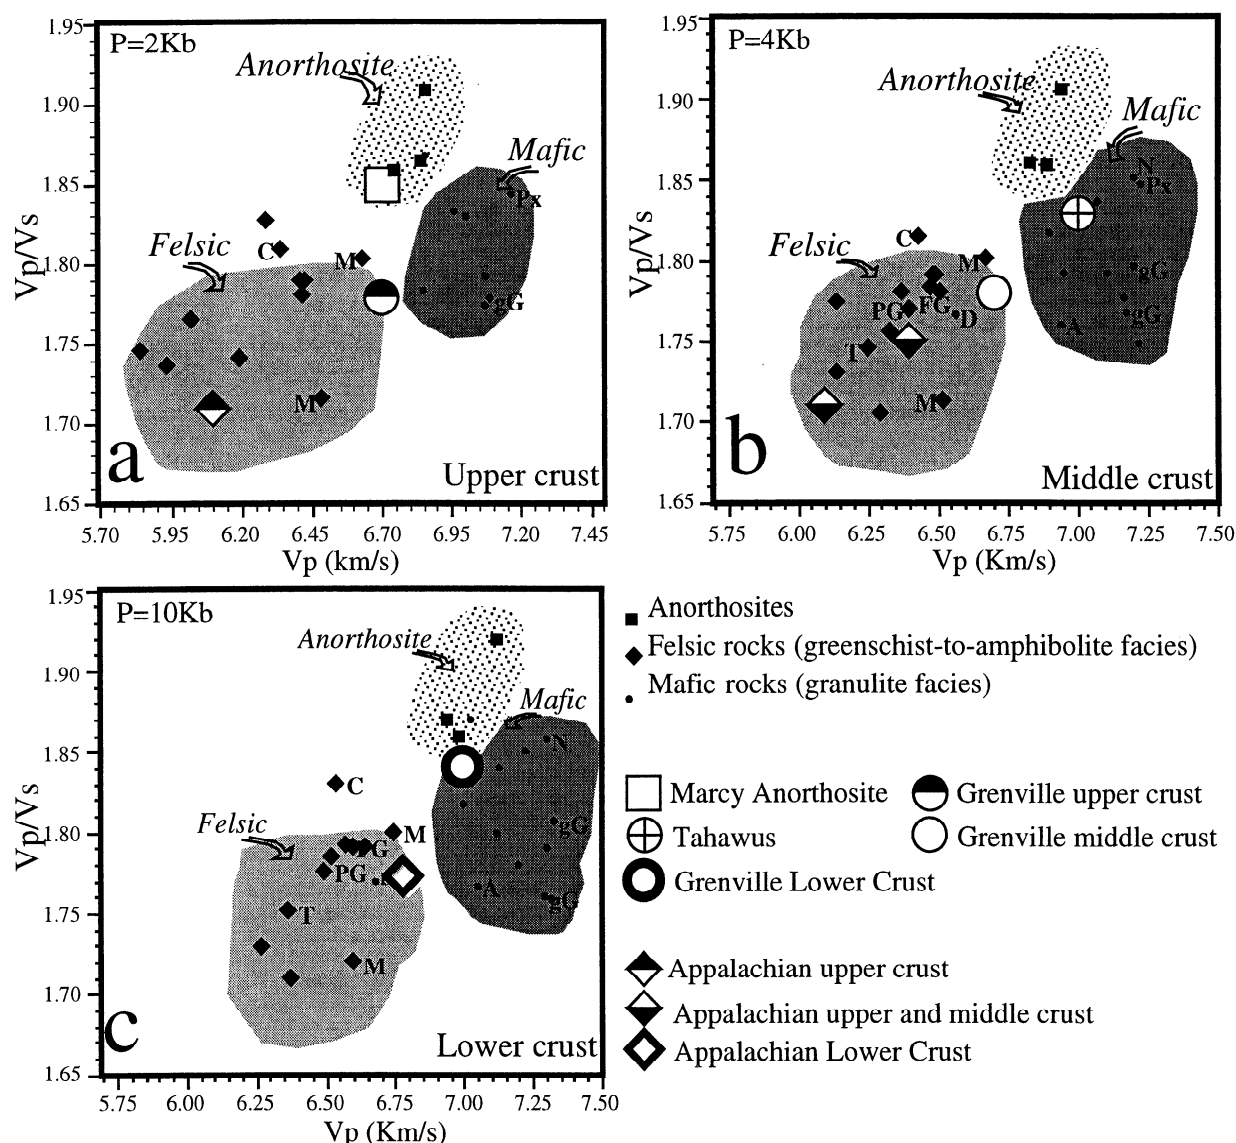 P=2Kb
Anorthosite
Mafic
Px
Felsic
C
M
gG
M
a
Upper crust
1.95
1.90
1.85
1.80
1.75
1.70
1.65
Vp/Vs
5.70 5.95 6.20 6.45 6.70 6.95 7.20 7.45
Vp (km/s)
P=4Kb
Anorthosite
Mafic
N
Px
Felsic
C
M
gG
PG
FG
D
gG
A
T
M
b
Middle crust
1.95
1.90
1.85
1.80
1.75
1.70
1.65
Vp/Vs
5.75 6.00 6.25 6.50 6.75 7.00 7.25 7.50
Vp (Km/s)
P=10Kb
Anorthosite
Mafic
N
C
Felsic
M
gG
G
PG
A
gG
T
M
c
Lower crust
1.95
1.90
1.85
1.80
1.75
1.70
1.65
Vp/Vs
5.75 6.00 6.25 6.50 6.75 7.00 7.25 7.50
Vp (Km/s)
Anorthosites
Felsic rocks (greenschist-to-amphibolite facies)
Mafic rocks (granulite facies)
Marcy Anorthosite
Grenville upper crust
Tahawus
Grenville middle crust
Grenville Lower Crust
Appalachian upper crust
Appalachian upper and middle crust
Appalachian Lower Crust